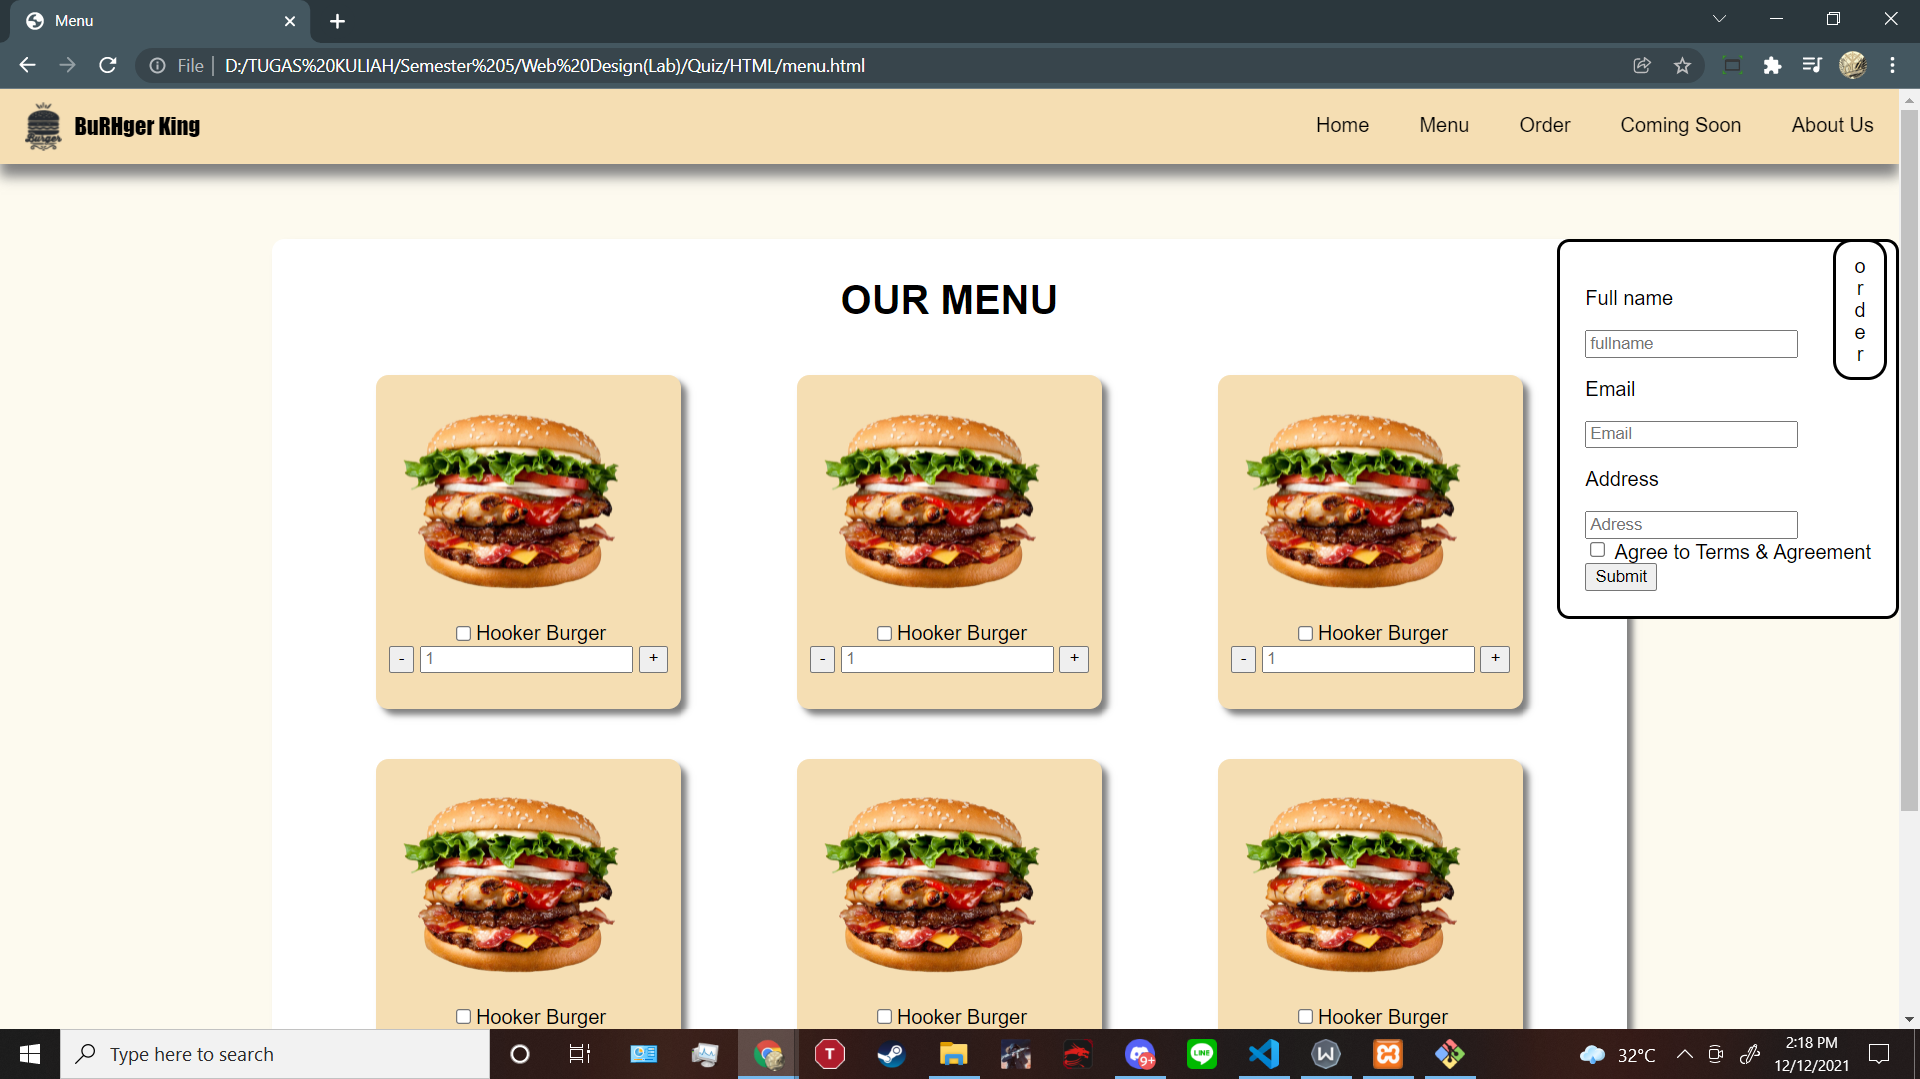 Menu
File
D:/TUGAS%20KULIAH/Semester%205/Web%20Design(Lab)/Quiz/HTML/menu.html
Burger
BuRHger King
Home Menu Order Coming Soon About Us
OUR MENU
Full name
fullname
Email
Email
Address
Adress
Agree to Terms & Agreement
Submit
o
r
d
e
r
Hooker Burger Hooker Burger Hooker Burger
- 1 + - 1 + - 1 +
Hooker Burger Hooker Burger Hooker Burger
Type here to search
T
9+
LINE
W
32°C
2:18 PM
12/12/2021